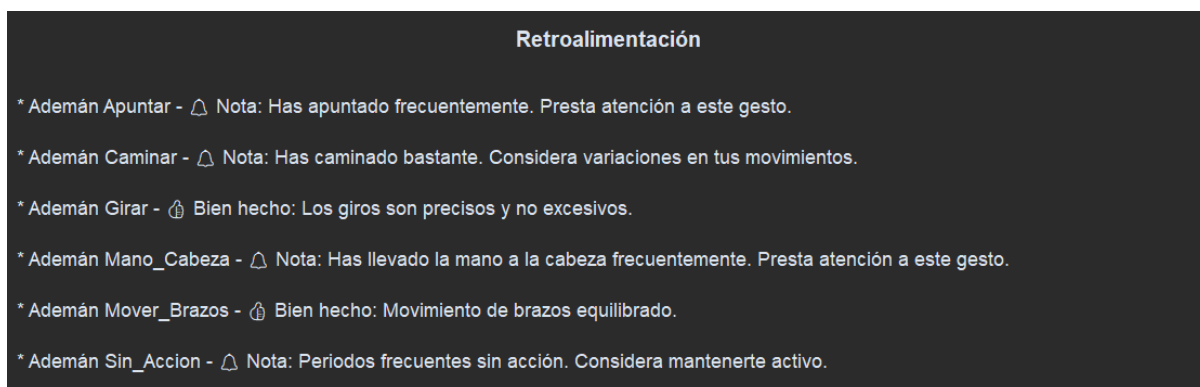 Retroalimentación
* Ademán Apuntar - 🔔 Nota: Has apuntado frecuentemente. Presta atención a este gesto.
* Ademán Caminar - 🔔 Nota: Has caminado bastante. Considera variaciones en tus movimientos.
* Ademán Girar - 👍 Bien hecho: Los giros son precisos y no excesivos.
* Ademán Mano_Cabeza - 🔔 Nota: Has llevado la mano a la cabeza frecuentemente. Presta atención a este gesto.
* Ademán Mover_Brazos - 👍 Bien hecho: Movimiento de brazos equilibrado.
* Ademán Sin_Accion - 🔔 Nota: Periodos frecuentes sin acción. Considera mantenerte activo.